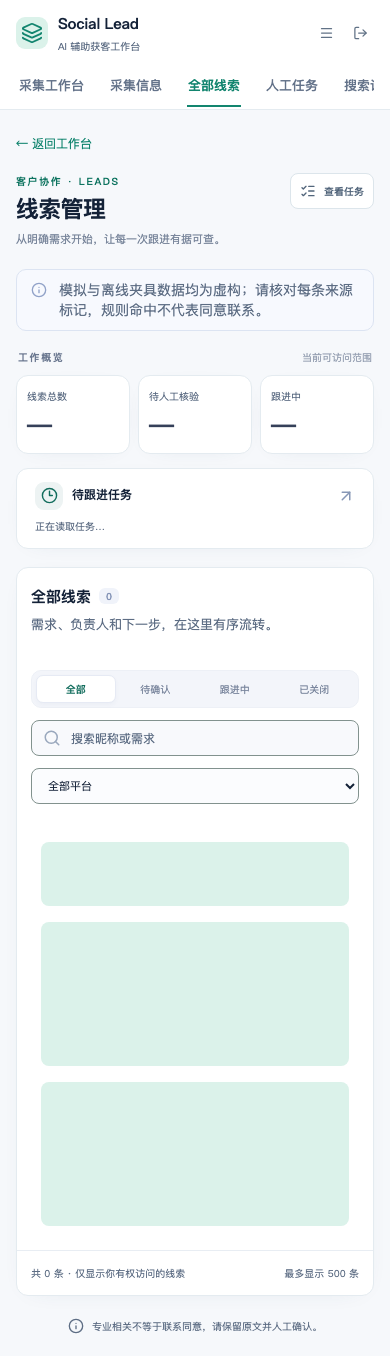 Social Lead
AI 辅助获客工作台
采集工作台 采集信息 全部线索 人工任务
← 返回工作台
客户协作 · LEADS
查看任务
线索管理
从明确需求开始，让每一次跟进有据可查。
模拟与离线夹具数据均为虚构；请核对每条来源
标记，规则命中不代表同意联系。
工作概览 当前可访问范围
线索总数 待人工核验 跟进中
— — —
待跟进任务
正在读取任务...
全部线索 0
需求、负责人和下一步，在这里有序流转。
全部 待确认 跟进中 已关闭
搜索昵称或需求
全部平台
共 0 条 · 仅显示你有权访问的线索 最多显示 500 条
专业相关不等于联系同意，请保留原文并人工确认。